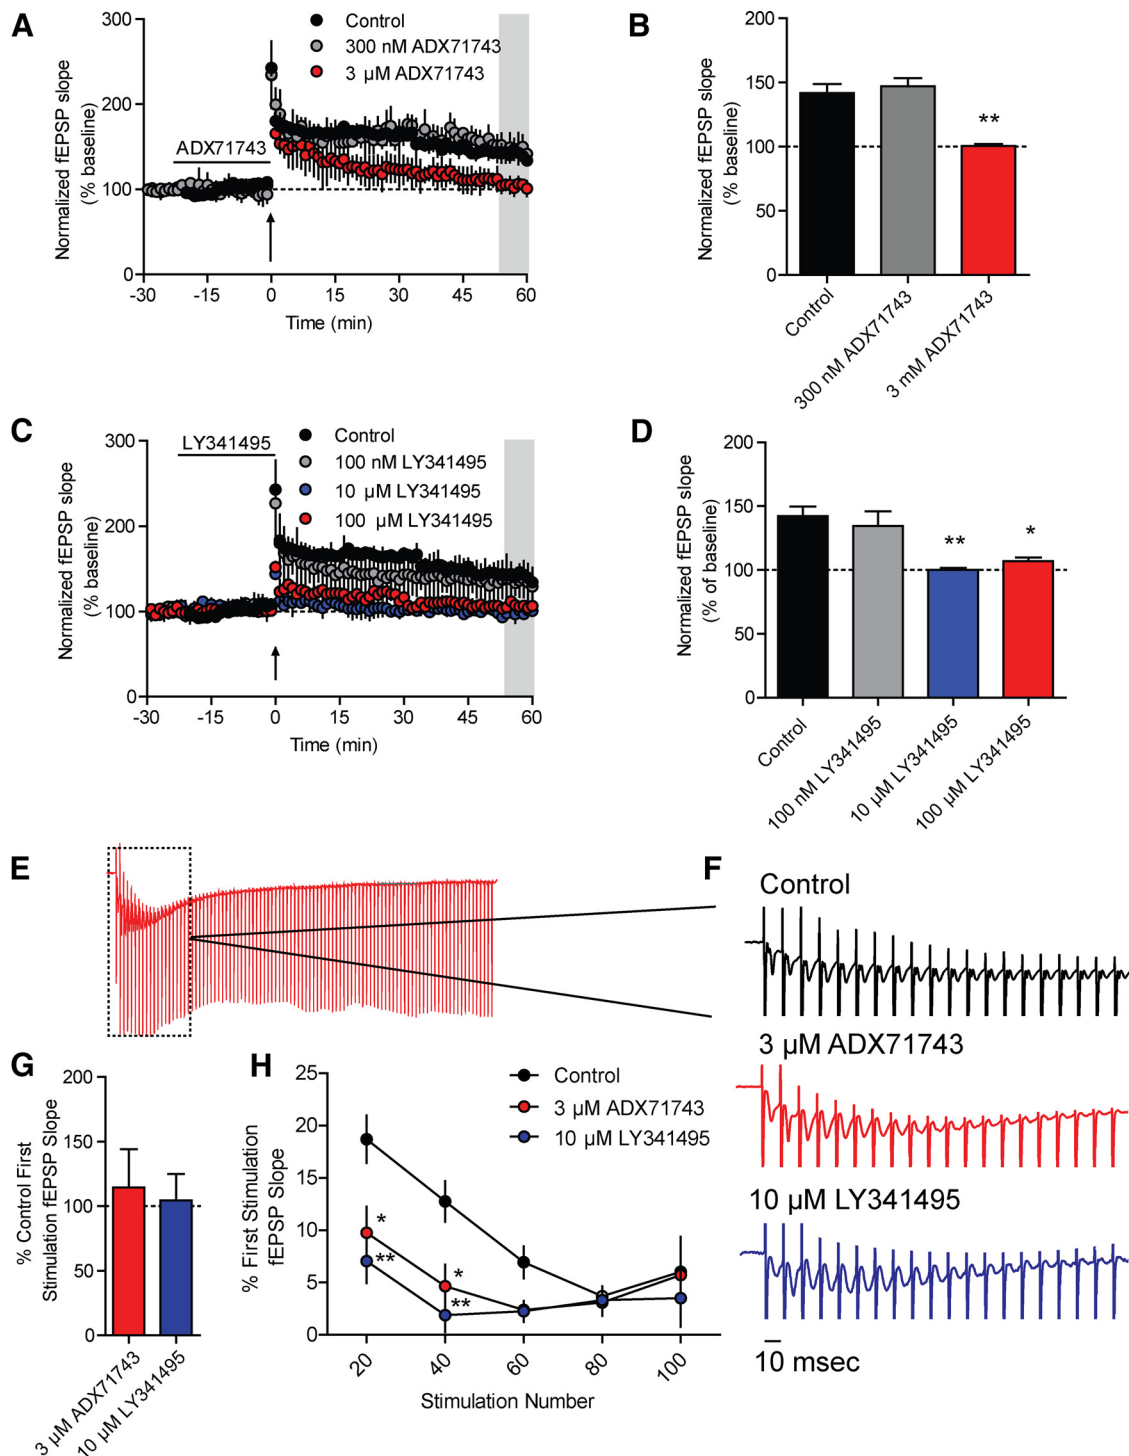 A
Normalized fEPSP slope
(% baseline)
300
200
100
0
-30
-15
0
15
30
45
60
Time (min)
ADX71743
Control
300 nM ADX71743
3 µM ADX71743
B
Normalized fEPSP slope
(% baseline)
200
150
100
50
0
**
Control
300 nM ADX71743
3 mM ADX71743
C
Normalized fEPSP slope
(% baseline)
300
200
100
0
-30
-15
0
15
30
45
60
Time (min)
LY341495
Control
100 nM LY341495
10 µM LY341495
100 µM LY341495
D
Normalized fEPSP slope
(% of baseline)
200
150
100
50
0
**
*
Control
100 nM LY341495
10 µM LY341495
100 µM LY341495
E
F
Control
3 µM ADX71743
10 µM LY341495
10 msec
G
% Control First
Stimulation fEPSP Slope
200
150
100
50
0
3 µM ADX71743
10 µM LY341495
H
% First Stimulation
fEPSP Slope
25
20
15
10
5
0
Control
3 µM ADX71743
10 µM LY341495
*
**
*
**
20
40
60
80
100
Stimulation Number